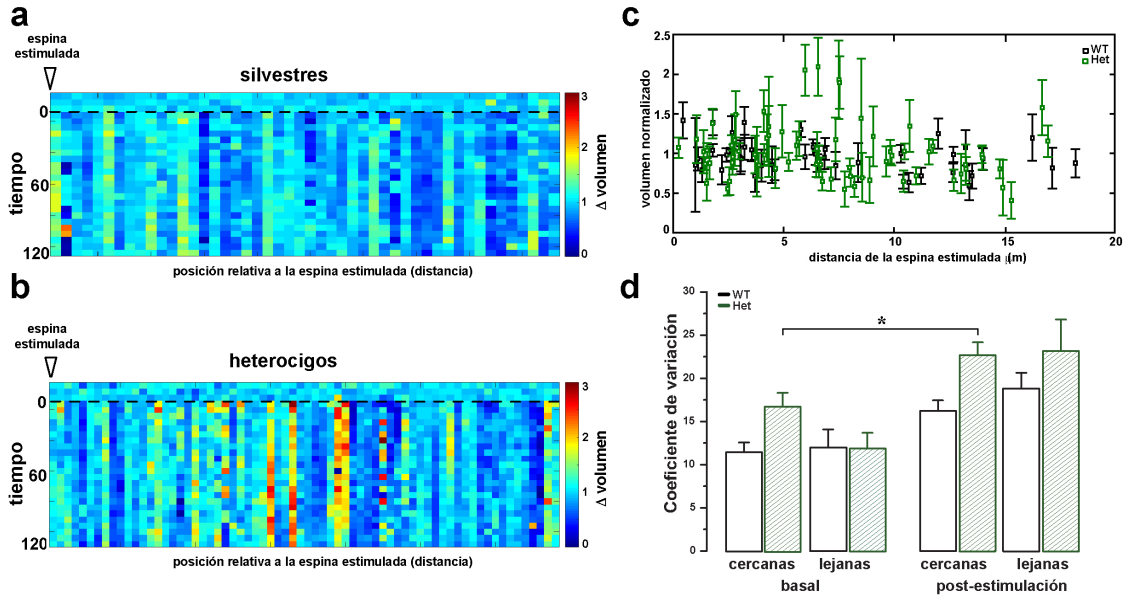 a
espina
estimulada
silvestres
0
60
120
tiempo
3
2
1
0
Δ volumen
posición relativa a la espina estimulada (distancia)
b
espina
estimulada
heterocigos
0
60
120
tiempo
3
2
1
0
Δ volumen
posición relativa a la espina estimulada (distancia)
c
2.5
2
1.5
1
0.5
0
volumen normalizado
WT
Het
0
5
10
15
20
distancia de la espina estimulada μm)
d
30
25
20
15
10
5
0
Coeficiente de variación
WT
Het
*
cercanas
lejanas
cercanas
lejanas
basal
post-estimulación